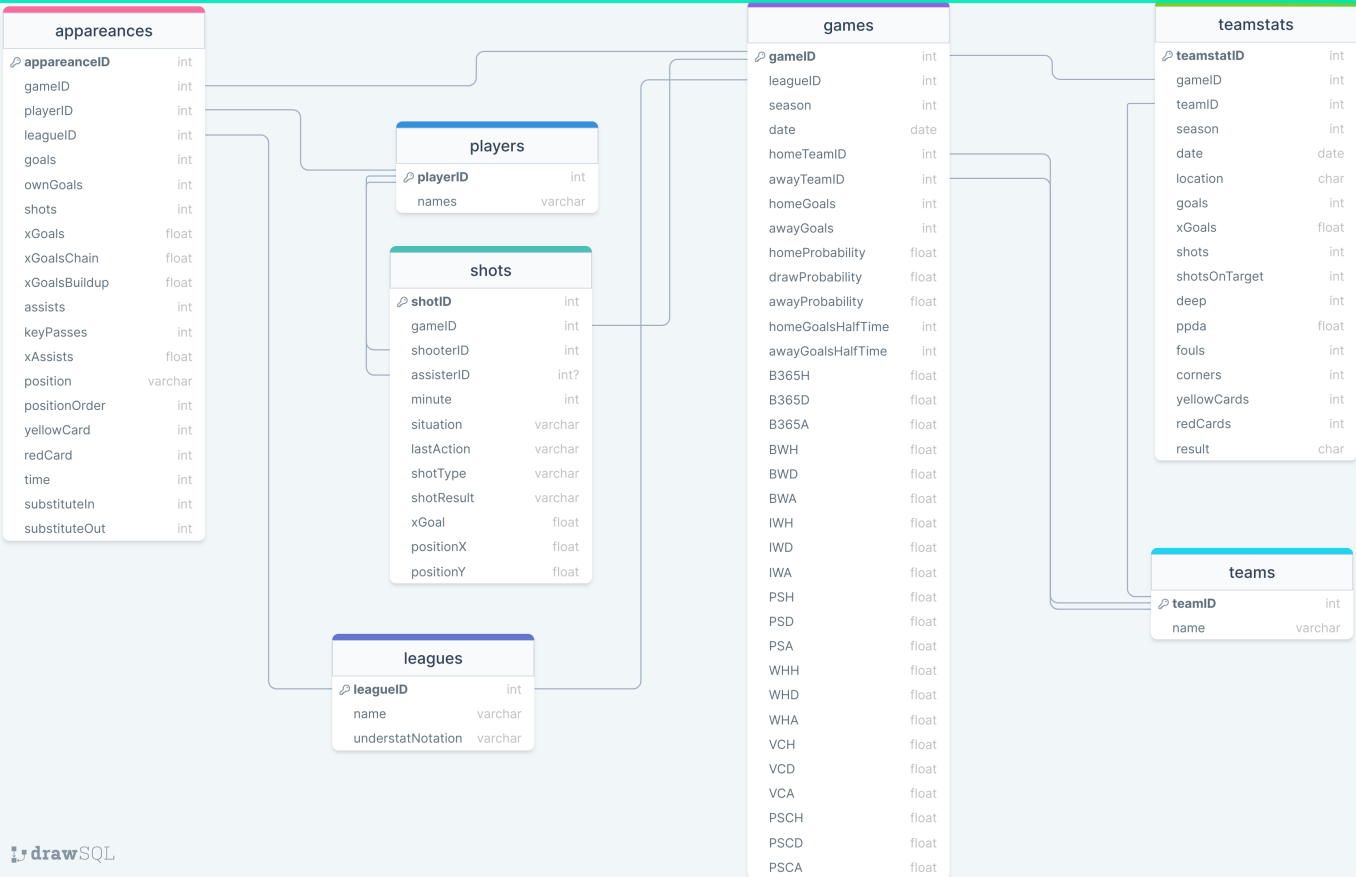 appareances
appareanceID int
gameID int
playerID int
leagueID int
goals int
ownGoals int
shots int
xGoals float
xGoalsChain float
xGoalsBuildup float
assists int
keyPasses int
xAssists float
position varchar
positionOrder int
yellowCard int
redCard int
time int
substituteIn int
substituteOut int
players
playerID int
names varchar
shots
shotID int
gameID int
shooterID int
assisterID int?
minute int
situation varchar
lastAction varchar
shotType varchar
shotResult varchar
xGoal float
positionX float
positionY float
leagues
leagueID int
name varchar
understatNotation varchar
games
gameID int
leagueID int
season int
date date
homeTeamID int
awayTeamID int
homeGoals int
awayGoals int
homeProbability float
drawProbability float
awayProbability float
homeGoalsHalfTime int
awayGoalsHalfTime int
B365H float
B365D float
B365A float
BWH float
BWD float
BWA float
IWH float
IWD float
IWA float
PSH float
PSD float
PSA float
WHH float
WHD float
WHA float
VCH float
VCD float
VCA float
PSCH float
PSCD float
PSCA float
teamstats
teamstatID int
gameID int
teamID int
season int
date date
location char
goals int
xGoals float
shots int
shotsOnTarget int
deep int
ppda float
fouls int
corners int
yellowCards int
redCards int
result char
teams
teamID int
name varchar
drawSQL